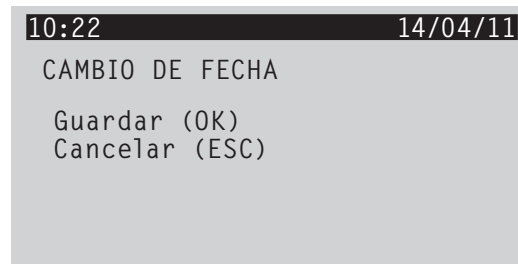 10:22 14/04/11
CAMBIO DE FECHA
Guardar (OK)
Cancelar (ESC)